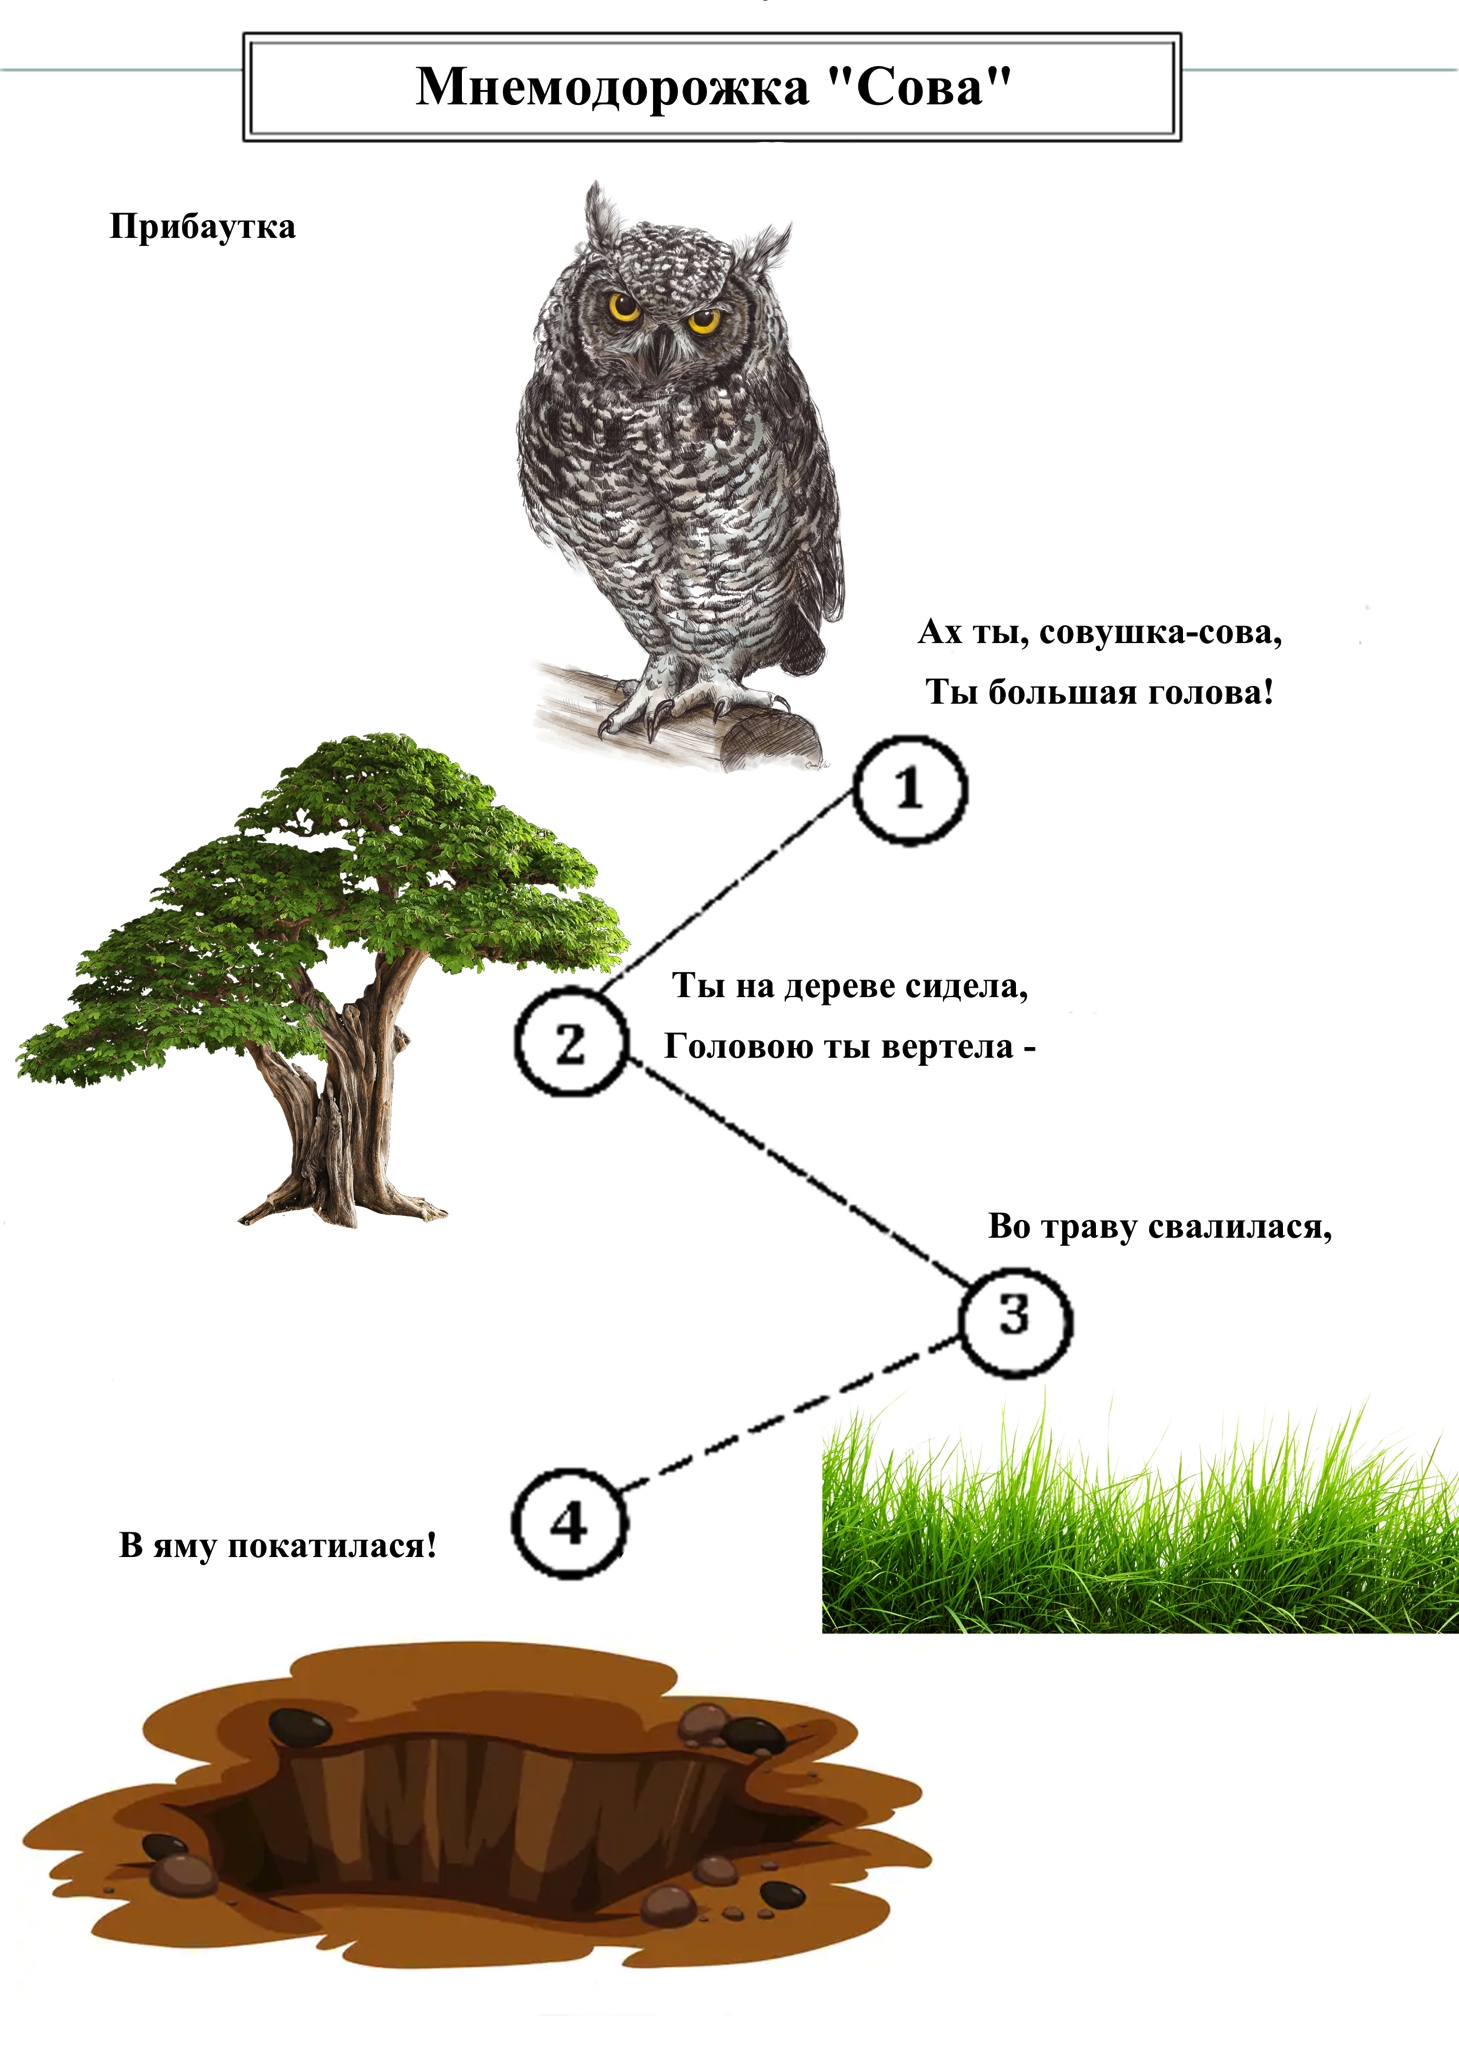 Мнемодорожка "Сова"
Прибаутка
Ах ты, совушка-сова,
Ты большая голова!
1
2
Ты на дереве сидела,
Головою ты вертела -
Во траву свалилася,
3
4
В яму покатилася!